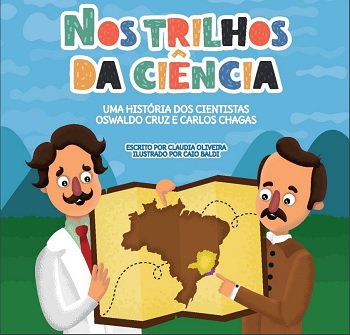 NOS TRILHOS
DA CIÊNCIA
UMA HISTÓRIA DOS CIENTISTAS
OSWALDO CRUZ E CARLOS CHAGAS
ESCRITO POR CLAUDIA OLIVEIRA
ILUSTRADO POR CAIO BALDI